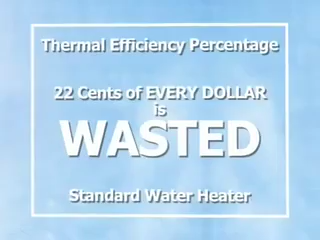 Thermal Efficiency Percentage
22 Cents of EVERY DOLLAR
is
WASTED
Standard Water Heater